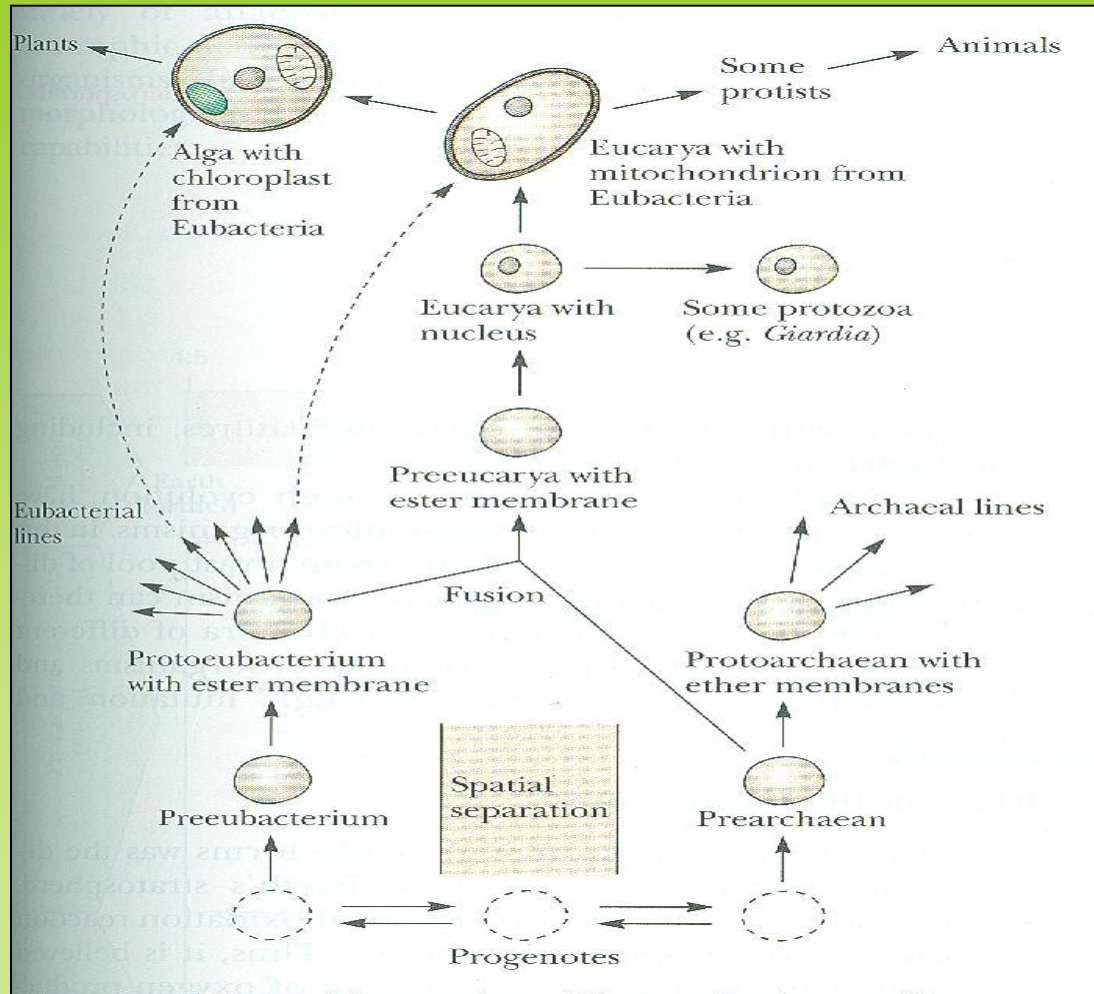 Plants
Animals
Some
protists
Alga with
chloroplast
from
Eubacteria
Eucarya with
mitochondrion from
Eubacteria
Eucarya with
nucleus
Some protozoa
(e.g. Giardia)
Preeucarya with
ester membrane
Eubacterial
lines
Archaeal lines
Fusion
Protoeubacterium
with ester membrane
Protoarchaean with
ether membranes
Spatial
separation
Preeubacterium
Prearchaean
Progenotes